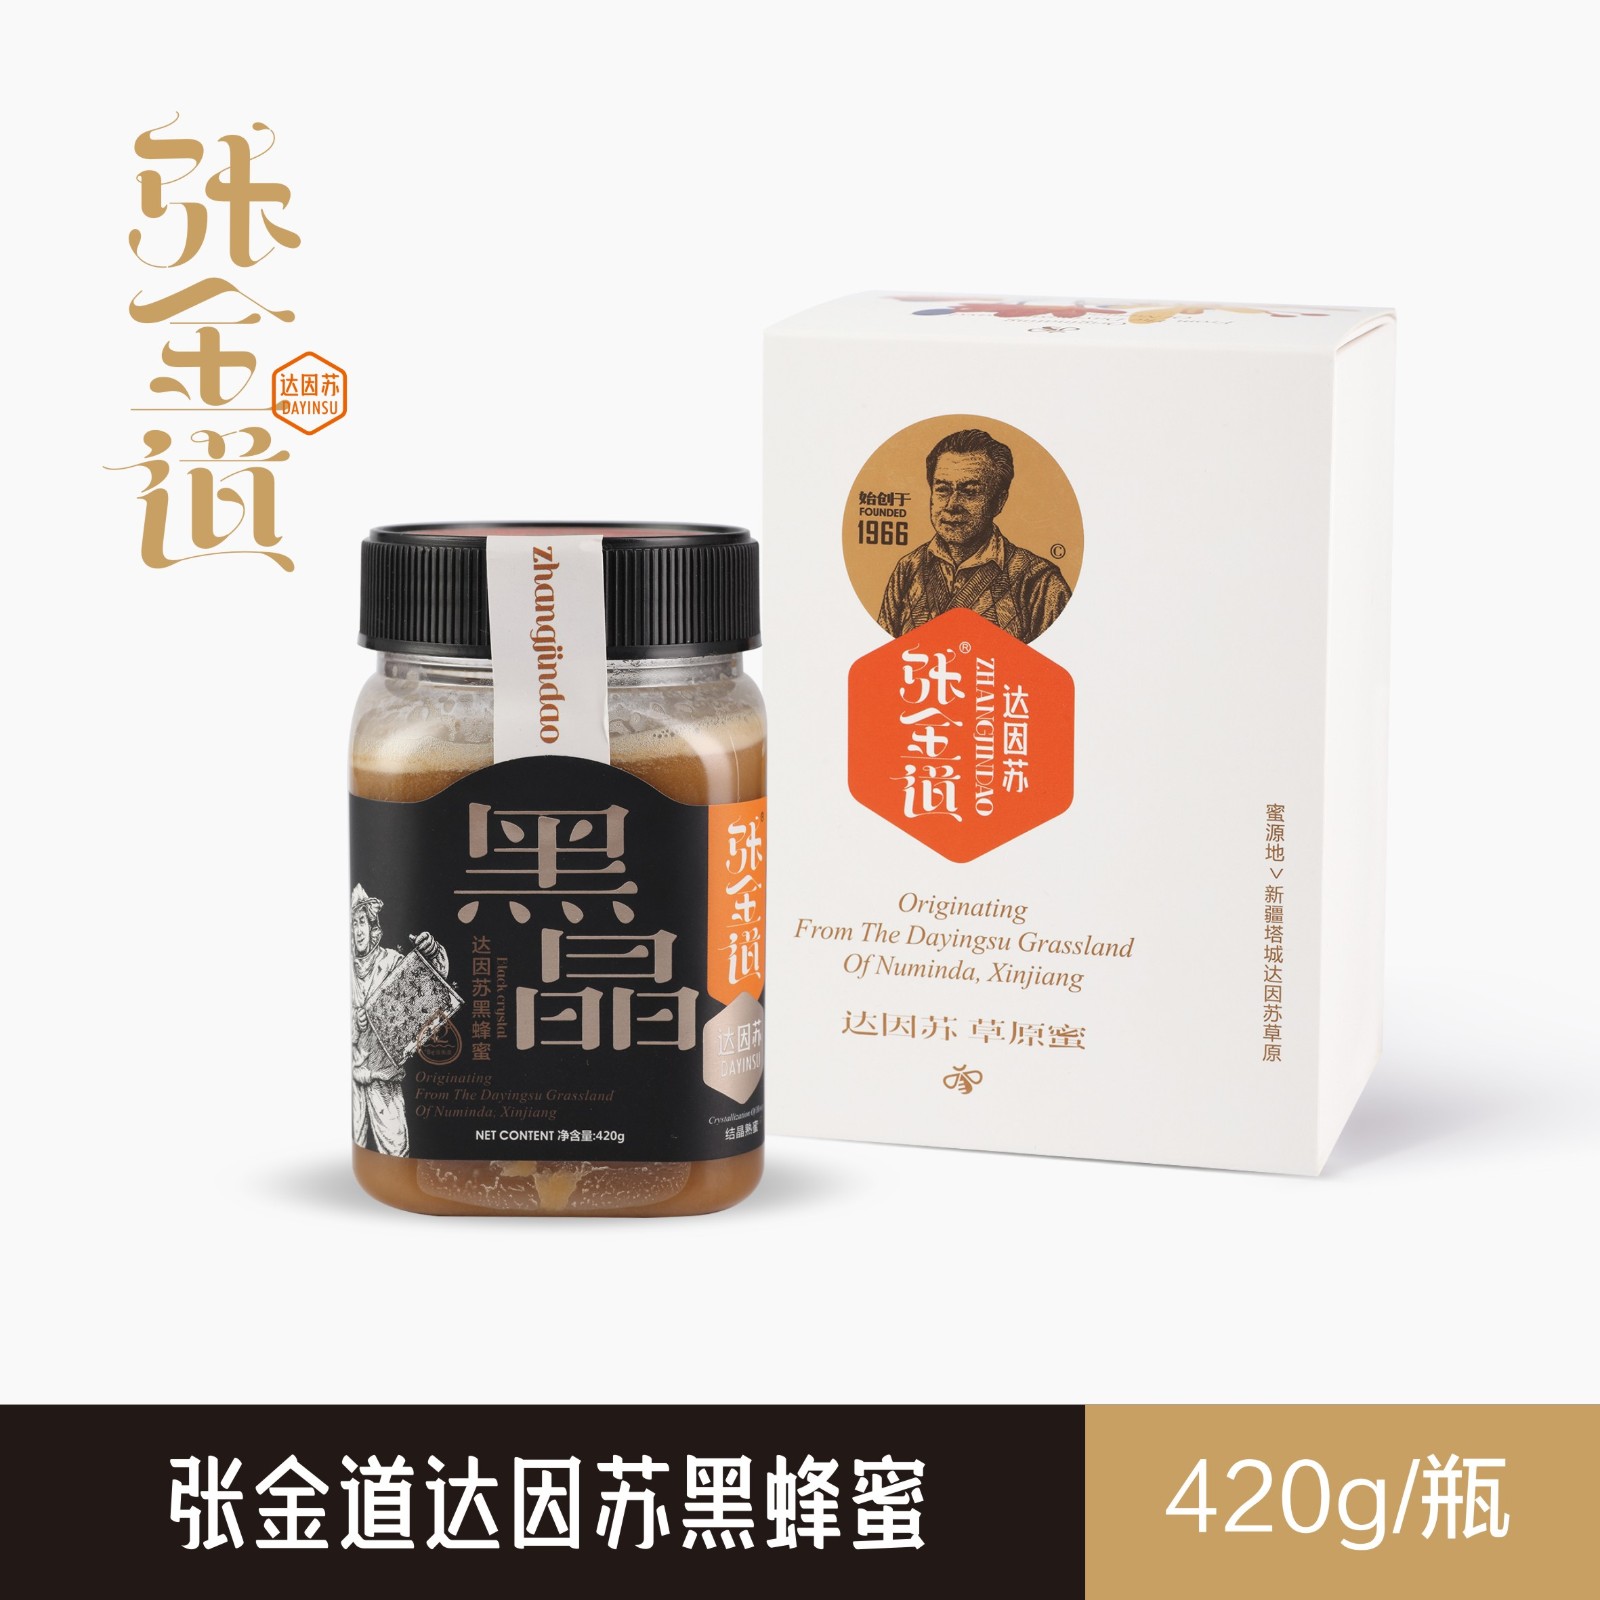 张金道
达因苏
DAYINSU
始创于
FOUNDED
1966
©
张金道®
ZHANGJINDAO
达因苏
Originating
From The Dayingsu Grassland
Of Numinda, Xinjiang
达因苏 草原蜜
蜜源地>新疆塔城达因苏草原
zhangjindao
黑晶
达因苏黑蜂蜜
Originating
From The Dayingsu Grassland
Of Numinda, Xinjiang
NET CONTENT 净含量:420g
张金道
达因苏
DAYINSU
Crystallization Of
结晶熟蜜
张金道达因苏黑蜂蜜
420g/瓶